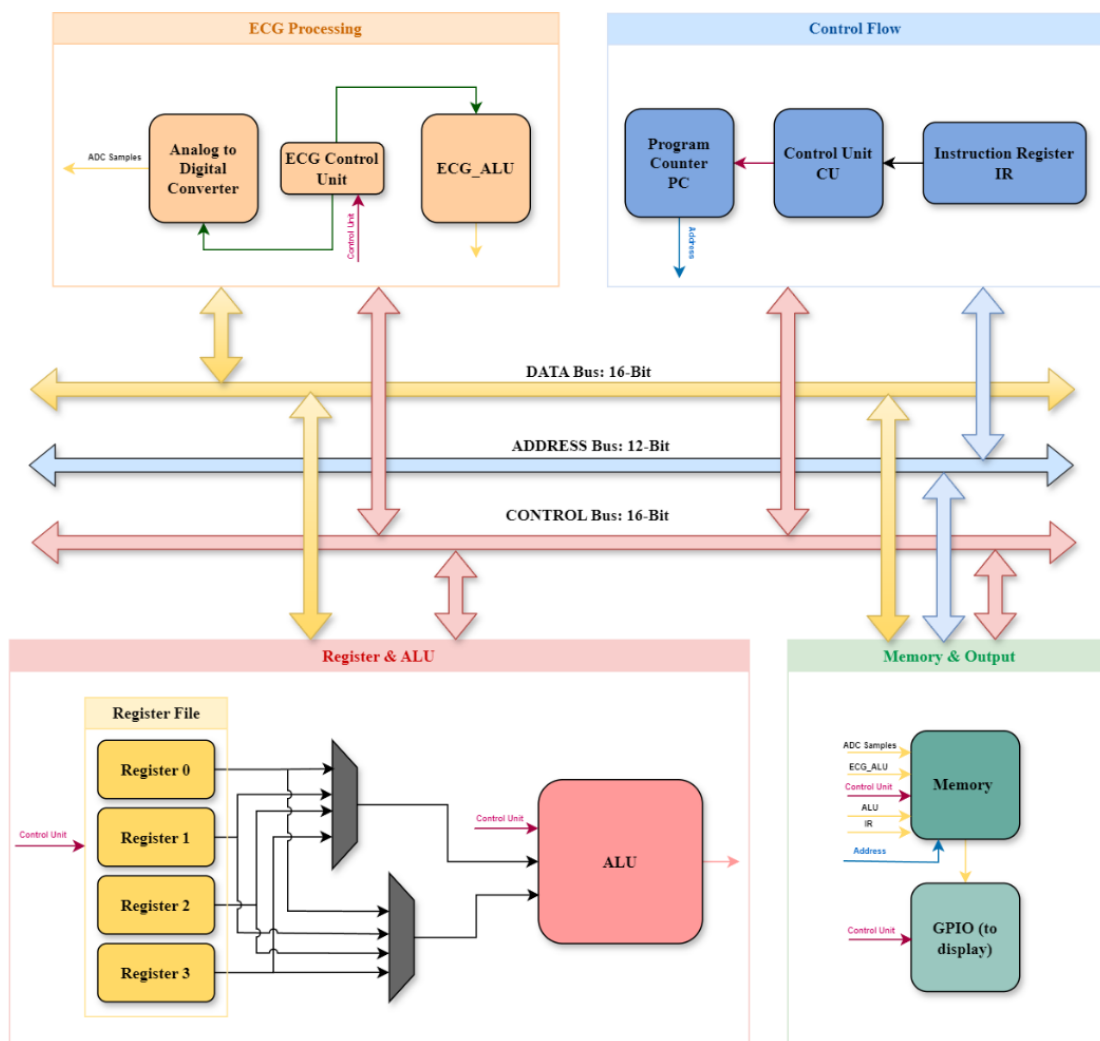 ECG Processing
Control Flow
ADC Samples
Analog to
Digital
Converter
ECG Control
Unit
Control Unit
ECG_ALU
Program
Counter
PC
Control Unit
CU
Instruction Register
IR
Address
DATA Bus: 16-Bit
ADDRESS Bus: 12-Bit
CONTROL Bus: 16-Bit
Register & ALU
Register File
Register 0
Register 1
Register 2
Register 3
Control Unit
Control Unit
ALU
Memory & Output
ADC Samples
ECG_ALU
Control Unit
ALU
IR
Address
Memory
Control Unit
GPIO (to
display)